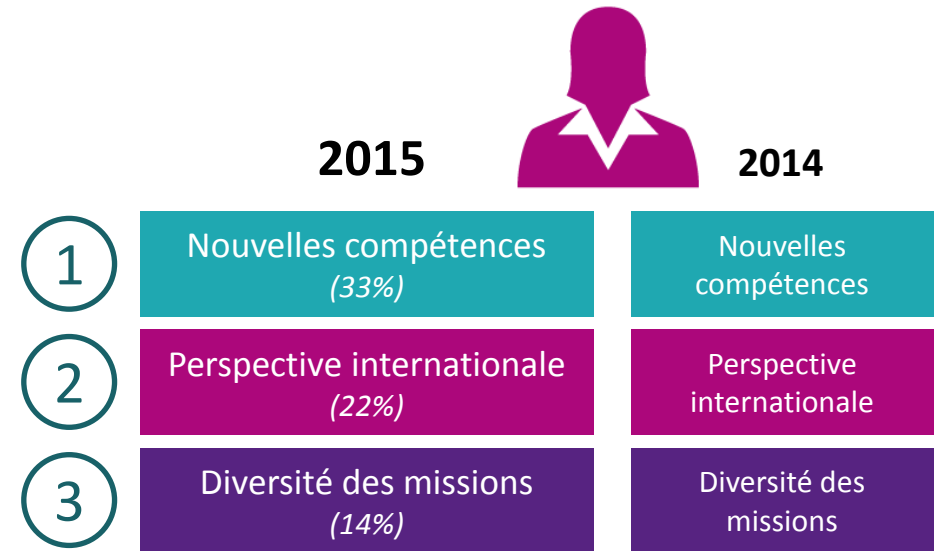 2015
2014
1
Nouvelles compétences
(33%)
Nouvelles
compétences
2
Perspective internationale
(22%)
Perspective
internationale
3
Diversité des missions
(14%)
Diversité des
missions